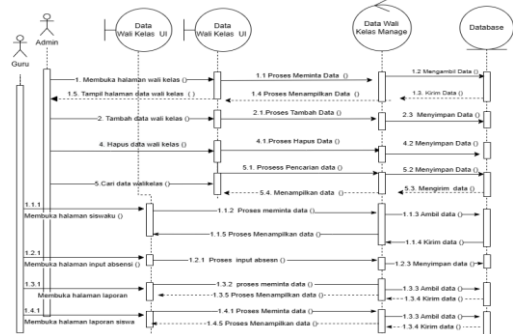 Data
Wali Kelas UI
Data
Wali Kelas UI
Data Wali
Kelas Manage
Database
Admin
Guru
1. Membuka halaman wali kelas ()
1.1 Proses Meminta Data ()
1.2 Mengambil Data ()
1.5. Tampil halaman data wali kelas ( )
1.4 Proses Menampilkan Data ()
1.3. Kirim Data ()
2. Tambah data wali kelas ()
2.1.Proses Tambah Data ()
2.3 Menyimpan Data ()
4. Hapus data wali kelas ()
4.1.Proses Hapus Data ()
4.2 Menyimpan Data ()
5.1. Prosess Pencarian data ()
5.2 Menyimpan Data ()
5.Cari data walikelas ()
5.4. Menampilkan data ()
5.3. Mengirim data ()
1.1.1
Membuka halaman siswaku ()
1.1.2 Proses meminta data ()
1.1.3 Ambil data ()
1.1.5 Proses Menampilkan data ()
1.1.4 Kirim data ()
1.2.1
Membuka halaman input absensi ()
1.2.1 Proses input absesn ()
1.2.3 Menyimpan data ()
1.3.1
Membuka halaman laporan
1.3.2 proses meminta data ()
1.3.3 Ambil data ()
1.3.5 Proses Menampilkan data ()
1.3.4 Kirim data ()
1.4.1
Membuka halaman laporan siswa
1.4.1 Proses meminta Data ()
1.3.3 Ambil data ()
1.4.5 Proses Menampilkan data ()
1.3.4 Kirim data ()